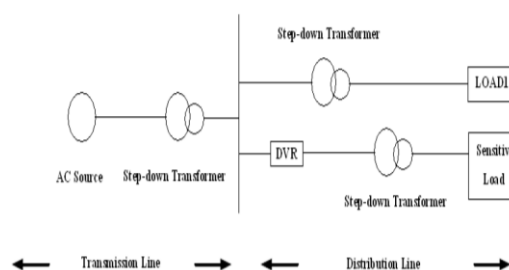 Step-down Transformer
LOAD1
DVR
Sensitive
Load
AC Source
Step-down Transformer
Step-down Transformer
Transmission Line
Distribution Line